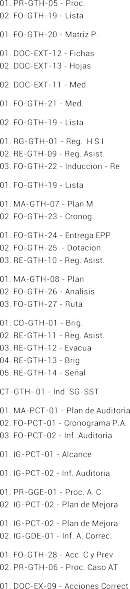 01. PR-GTH-05 - Proc.
02. FO-GTH-19 - Lista
01. FO-GTH-20 - Matriz P.
01. DOC-EXT-12 - Fichas
02. DOC-EXT-13 - Hojas
02. DOC-EXT-11 - Med
01. FO-GTH-21 - Med.
02. FO-GTH-19 - Lista
01. RG-GTH-01 - Reg. H S I
02. RE-GTH-09 - Reg. Asist.
03. FO-GTH-22 - Induccion - Re
01. FO-GTH-19 - Lista
01. MA-GTH-07 - Plan M
02. FO-GTH-23 - Cronog.
01. FO-GTH-24 - Entrega EPP
02. FO-GTH-25 - Dotacion
03. RE-GTH-10 - Reg. Asist.
01. MA-GTH-08 - Plan
02. FO-GTH-26 - Analisis
03. FO-GTH-27 - Ruta
01. CO-GTH-01 - Brig.
02. RE-GTH-11 - Reg. Asist.
03. RE-GTH-12 - Evacua
04. RE-GTH-13 - Brig
05. RE-GTH-14 - Señal
CT-GTH- 01 - Ind. SG-SST
01. MA-PCT-01 - Plan de Auditoria
02. FO-PCT-01 - Cronograma P.A.
03. FO-PCT-02 - Inf. Auditoria
01. IG-PCT-01 - Alcance
01. IG-PCT-02 - Inf. Auditoria
01. PR-GGE-01 - Proc. A. C.
02. IG-PCT-02 - Plan de Mejora
01. IG-PCT-02 - Plan de Mejora
02. IG-GDE-01 - Inf. A. Correc.
01. FO-GTH-28 - Acc. C y Prev
02. PR-GTH-06 - Proc. Caso AT
01. DOC-EX-09 - Acciones Correct